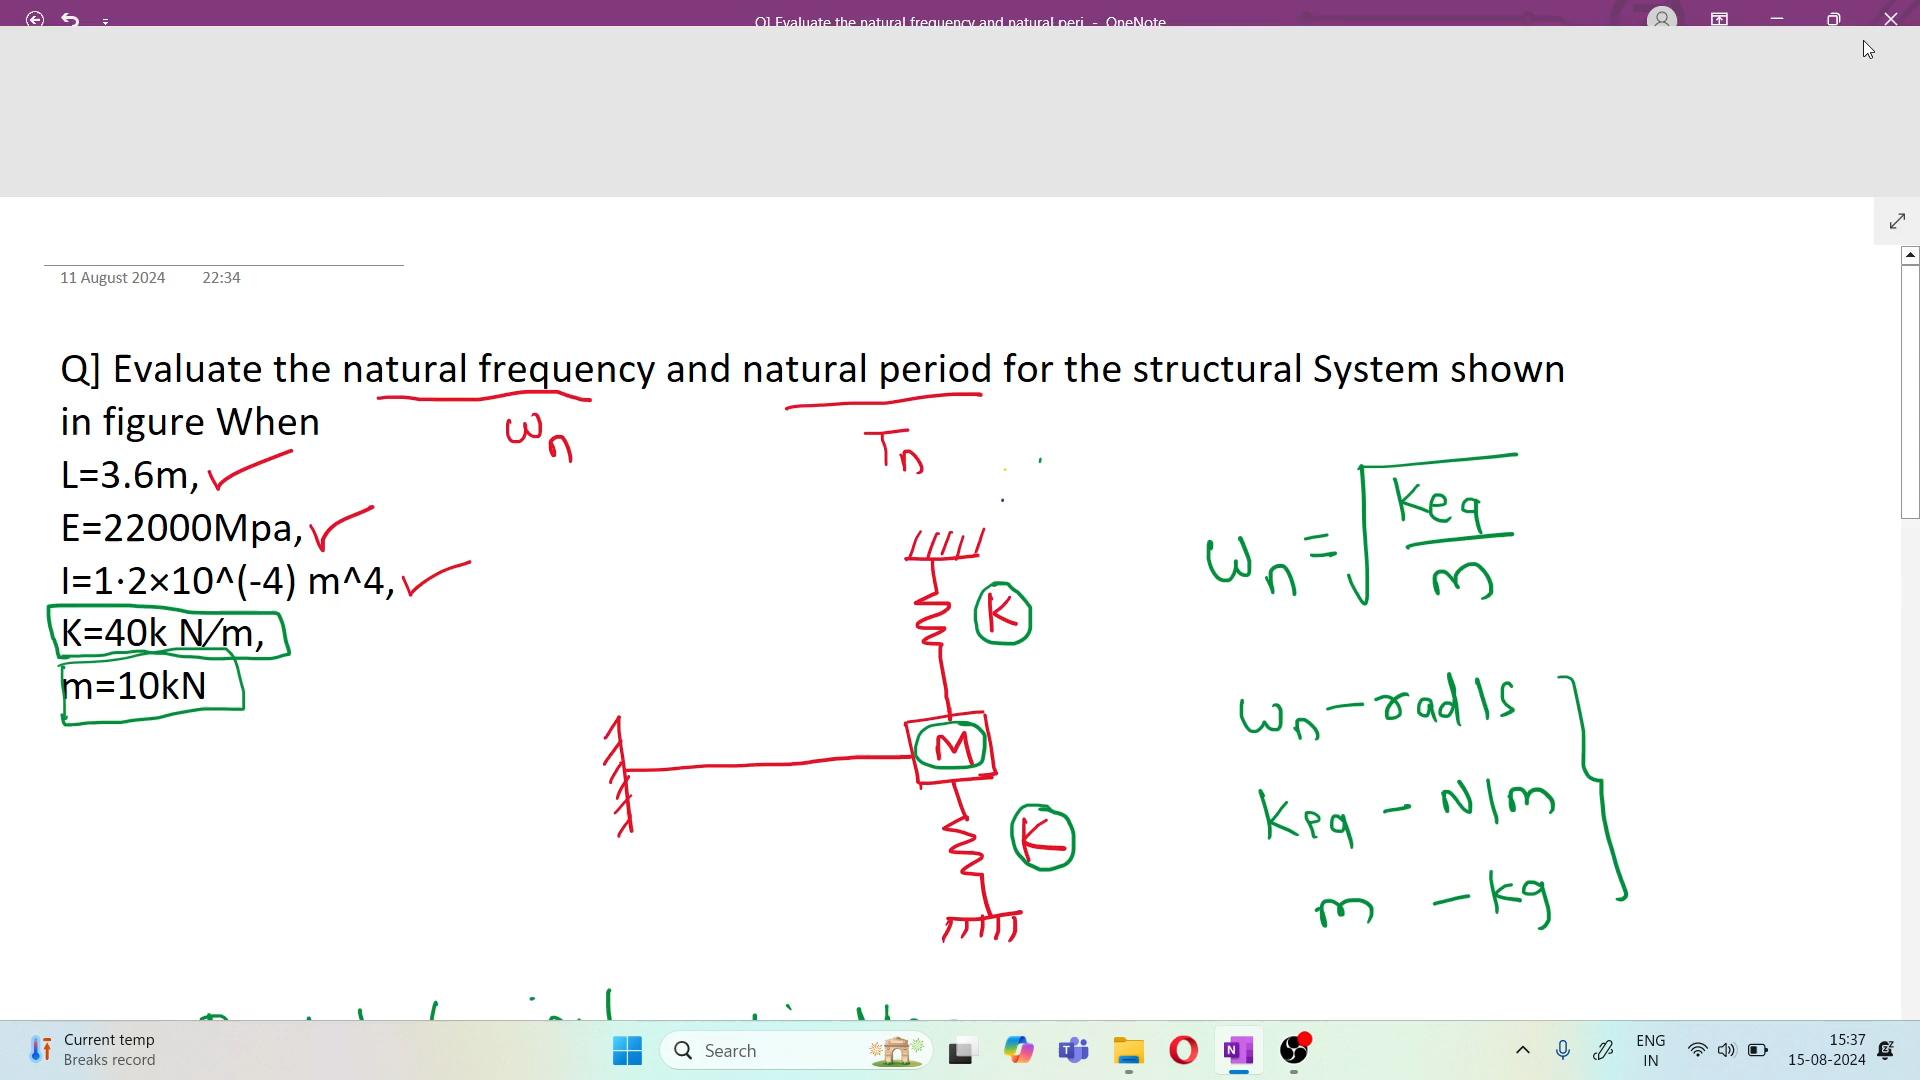 Q] Evaluate the natural frequency and natural peri - OneNote
11 August 2024 22:34
Q] Evaluate the natural frequency and natural period for the structural System shown
in figure When
ωn
Tn
L=3.6m,
E=22000Mpa,
I=1·2×10^(-4) m^4,
K=40k N/m,
m=10kN
K
M
K
ωn = √(Keq/m)
ωn – rad/s
Keq – N/m
m – kg
Current temp
Breaks record
Search
ENG
IN
15:37
15-08-2024